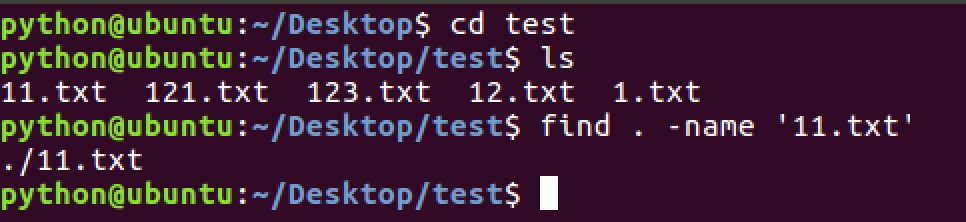 python@ubuntu:~/Desktop$ cd test
python@ubuntu:~/Desktop/test$ ls
11.txt  121.txt  123.txt  12.txt  1.txt
python@ubuntu:~/Desktop/test$ find . -name '11.txt'
./11.txt
python@ubuntu:~/Desktop/test$